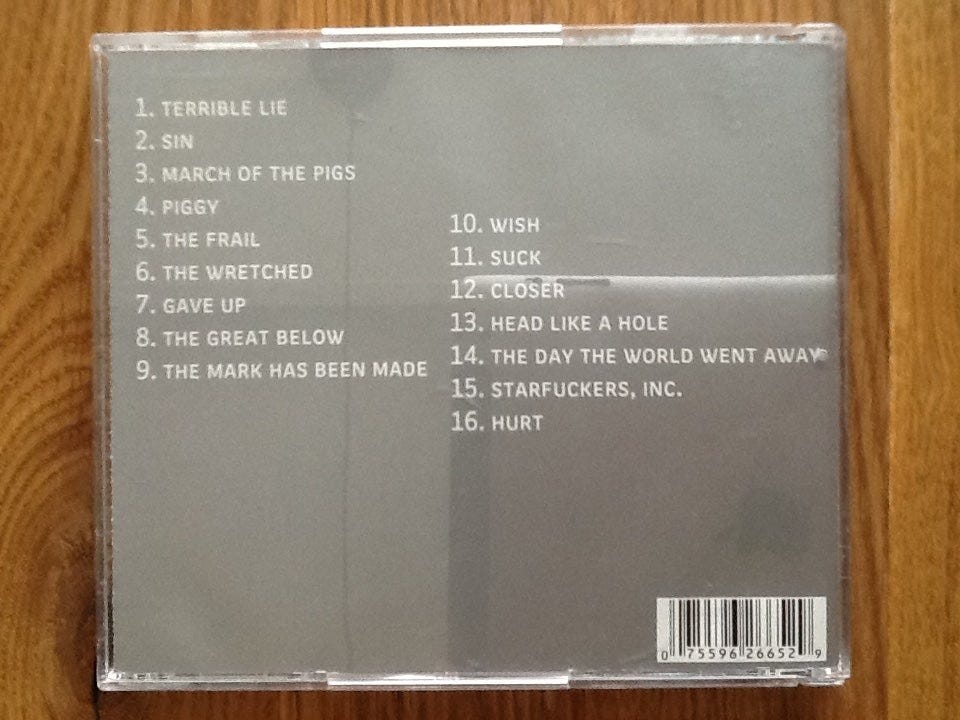 1. TERRIBLE LIE
2. SIN
3. MARCH OF THE PIGS
4. PIGGY
5. THE FRAIL
6. THE WRETCHED
7. GAVE UP
8. THE GREAT BELOW
9. THE MARK HAS BEEN MADE
10. WISH
11. SUCK
12. CLOSER
13. HEAD LIKE A HOLE
14. THE DAY THE WORLD WENT AWAY
15. STARFUCKERS, INC.
16. HURT
0 75596 26652 9